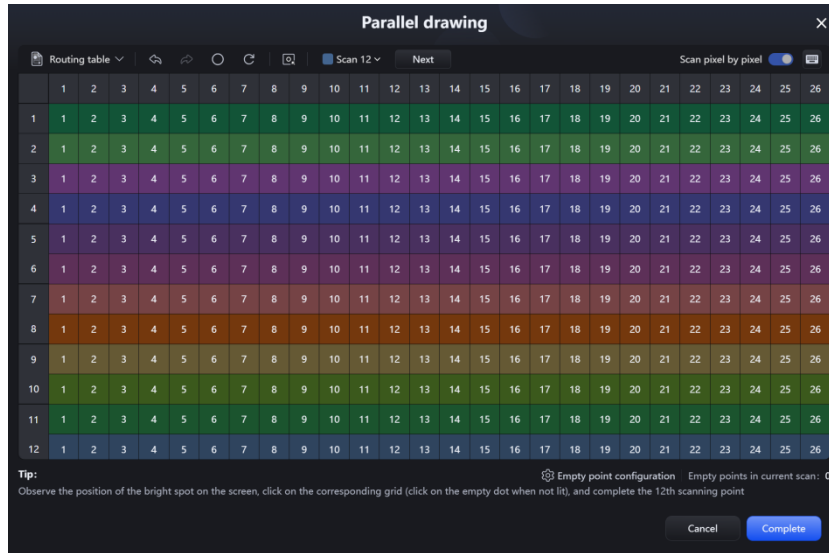 Parallel drawing
Routing table Scan 12 Next Scan pixel by pixel
1 2 3 4 5 6 7 8 9 10 11 12 13 14 15 16 17 18 19 20 21 22 23 24 25 26
1 1 2 3 4 5 6 7 8 9 10 11 12 13 14 15 16 17 18 19 20 21 22 23 24 25 26
2 1 2 3 4 5 6 7 8 9 10 11 12 13 14 15 16 17 18 19 20 21 22 23 24 25 26
3 1 2 3 4 5 6 7 8 9 10 11 12 13 14 15 16 17 18 19 20 21 22 23 24 25 26
4 1 2 3 4 5 6 7 8 9 10 11 12 13 14 15 16 17 18 19 20 21 22 23 24 25 26
5 1 2 3 4 5 6 7 8 9 10 11 12 13 14 15 16 17 18 19 20 21 22 23 24 25 26
6 1 2 3 4 5 6 7 8 9 10 11 12 13 14 15 16 17 18 19 20 21 22 23 24 25 26
7 1 2 3 4 5 6 7 8 9 10 11 12 13 14 15 16 17 18 19 20 21 22 23 24 25 26
8 1 2 3 4 5 6 7 8 9 10 11 12 13 14 15 16 17 18 19 20 21 22 23 24 25 26
9 1 2 3 4 5 6 7 8 9 10 11 12 13 14 15 16 17 18 19 20 21 22 23 24 25 26
10 1 2 3 4 5 6 7 8 9 10 11 12 13 14 15 16 17 18 19 20 21 22 23 24 25 26
11 1 2 3 4 5 6 7 8 9 10 11 12 13 14 15 16 17 18 19 20 21 22 23 24 25 26
12 1 2 3 4 5 6 7 8 9 10 11 12 13 14 15 16 17 18 19 20 21 22 23 24 25 26
Tip: Empty point configuration Empty points in current scan: 0
Observe the position of the bright spot on the screen, click on the corresponding grid (click on the empty dot when not lit), and complete the 12th scanning point
Cancel Complete